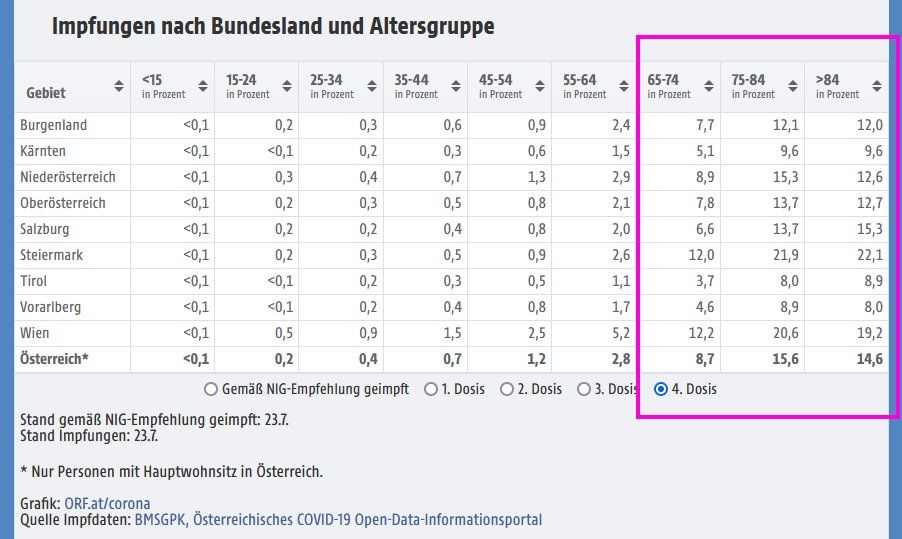 Impfungen nach Bundesland und Altersgruppe
Gebiet <15 in Prozent 15-24 in Prozent 25-34 in Prozent 35-44 in Prozent 45-54 in Prozent 55-64 in Prozent 65-74 in Prozent 75-84 in Prozent >84 in Prozent
Burgenland <0,1 0,2 0,3 0,6 0,9 2,4 7,7 12,1 12,0
Kärnten <0,1 <0,1 0,2 0,3 0,6 1,5 5,1 9,6 9,6
Niederösterreich <0,1 0,3 0,4 0,7 1,3 2,9 8,9 15,3 12,6
Oberösterreich <0,1 0,2 0,3 0,5 0,8 2,1 7,8 13,7 12,7
Salzburg <0,1 0,2 0,2 0,4 0,8 2,0 6,6 13,7 15,3
Steiermark <0,1 0,2 0,3 0,5 0,9 2,6 12,0 21,9 22,1
Tirol <0,1 <0,1 0,2 0,3 0,5 1,1 3,7 8,0 8,9
Vorarlberg <0,1 <0,1 0,2 0,4 0,8 1,7 4,6 8,9 8,0
Wien <0,1 0,5 0,9 1,5 2,5 5,2 12,2 20,6 19,2
Österreich* <0,1 0,2 0,4 0,7 1,2 2,8 8,7 15,6 14,6
Gemäß NIG-Empfehlung geimpft 1. Dosis 2. Dosis 3. Dosis 4. Dosis
Stand gemäß NIG-Empfehlung geimpft: 23.7.
Stand Impfungen: 23.7.
* Nur Personen mit Hauptwohnsitz in Österreich.
Grafik: ORF.at/corona
Quelle Impfdaten: BMSGPK, Österreichisches COVID-19 Open-Data-Informationsportal